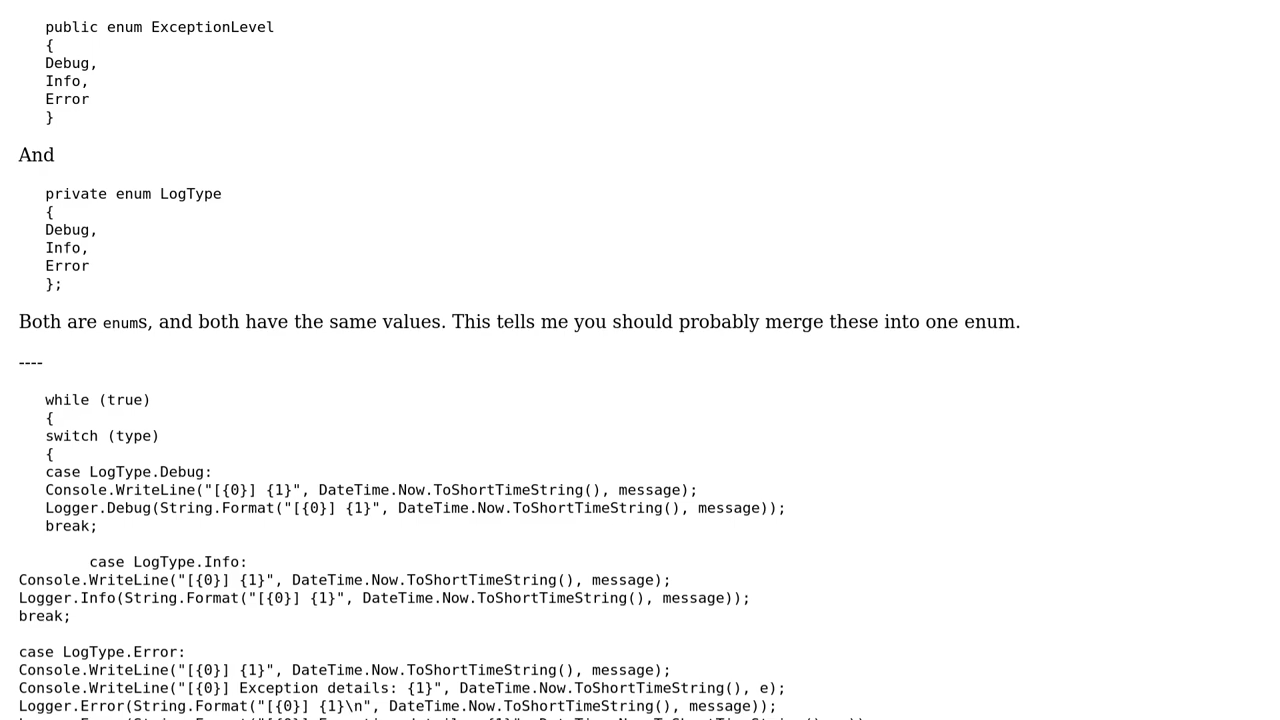 public enum ExceptionLevel
{
Debug,
Info,
Error
}
And
private enum LogType
{
Debug,
Info,
Error
};
Both are enums, and both have the same values. This tells me you should probably merge these into one enum.
----
while (true)
{
switch (type)
{
case LogType.Debug:
Console.WriteLine("[{0}] {1}", DateTime.Now.ToShortTimeString(), message);
Logger.Debug(String.Format("[{0}] {1}", DateTime.Now.ToShortTimeString(), message));
break;
case LogType.Info:
Console.WriteLine("[{0}] {1}", DateTime.Now.ToShortTimeString(), message);
Logger.Info(String.Format("[{0}] {1}", DateTime.Now.ToShortTimeString(), message));
break;
case LogType.Error:
Console.WriteLine("[{0}] {1}", DateTime.Now.ToShortTimeString(), message);
Console.WriteLine("[{0}] Exception details: {1}", DateTime.Now.ToShortTimeString(), e);
Logger.Error(String.Format("[{0}] {1}\n", DateTime.Now.ToShortTimeString(), message));